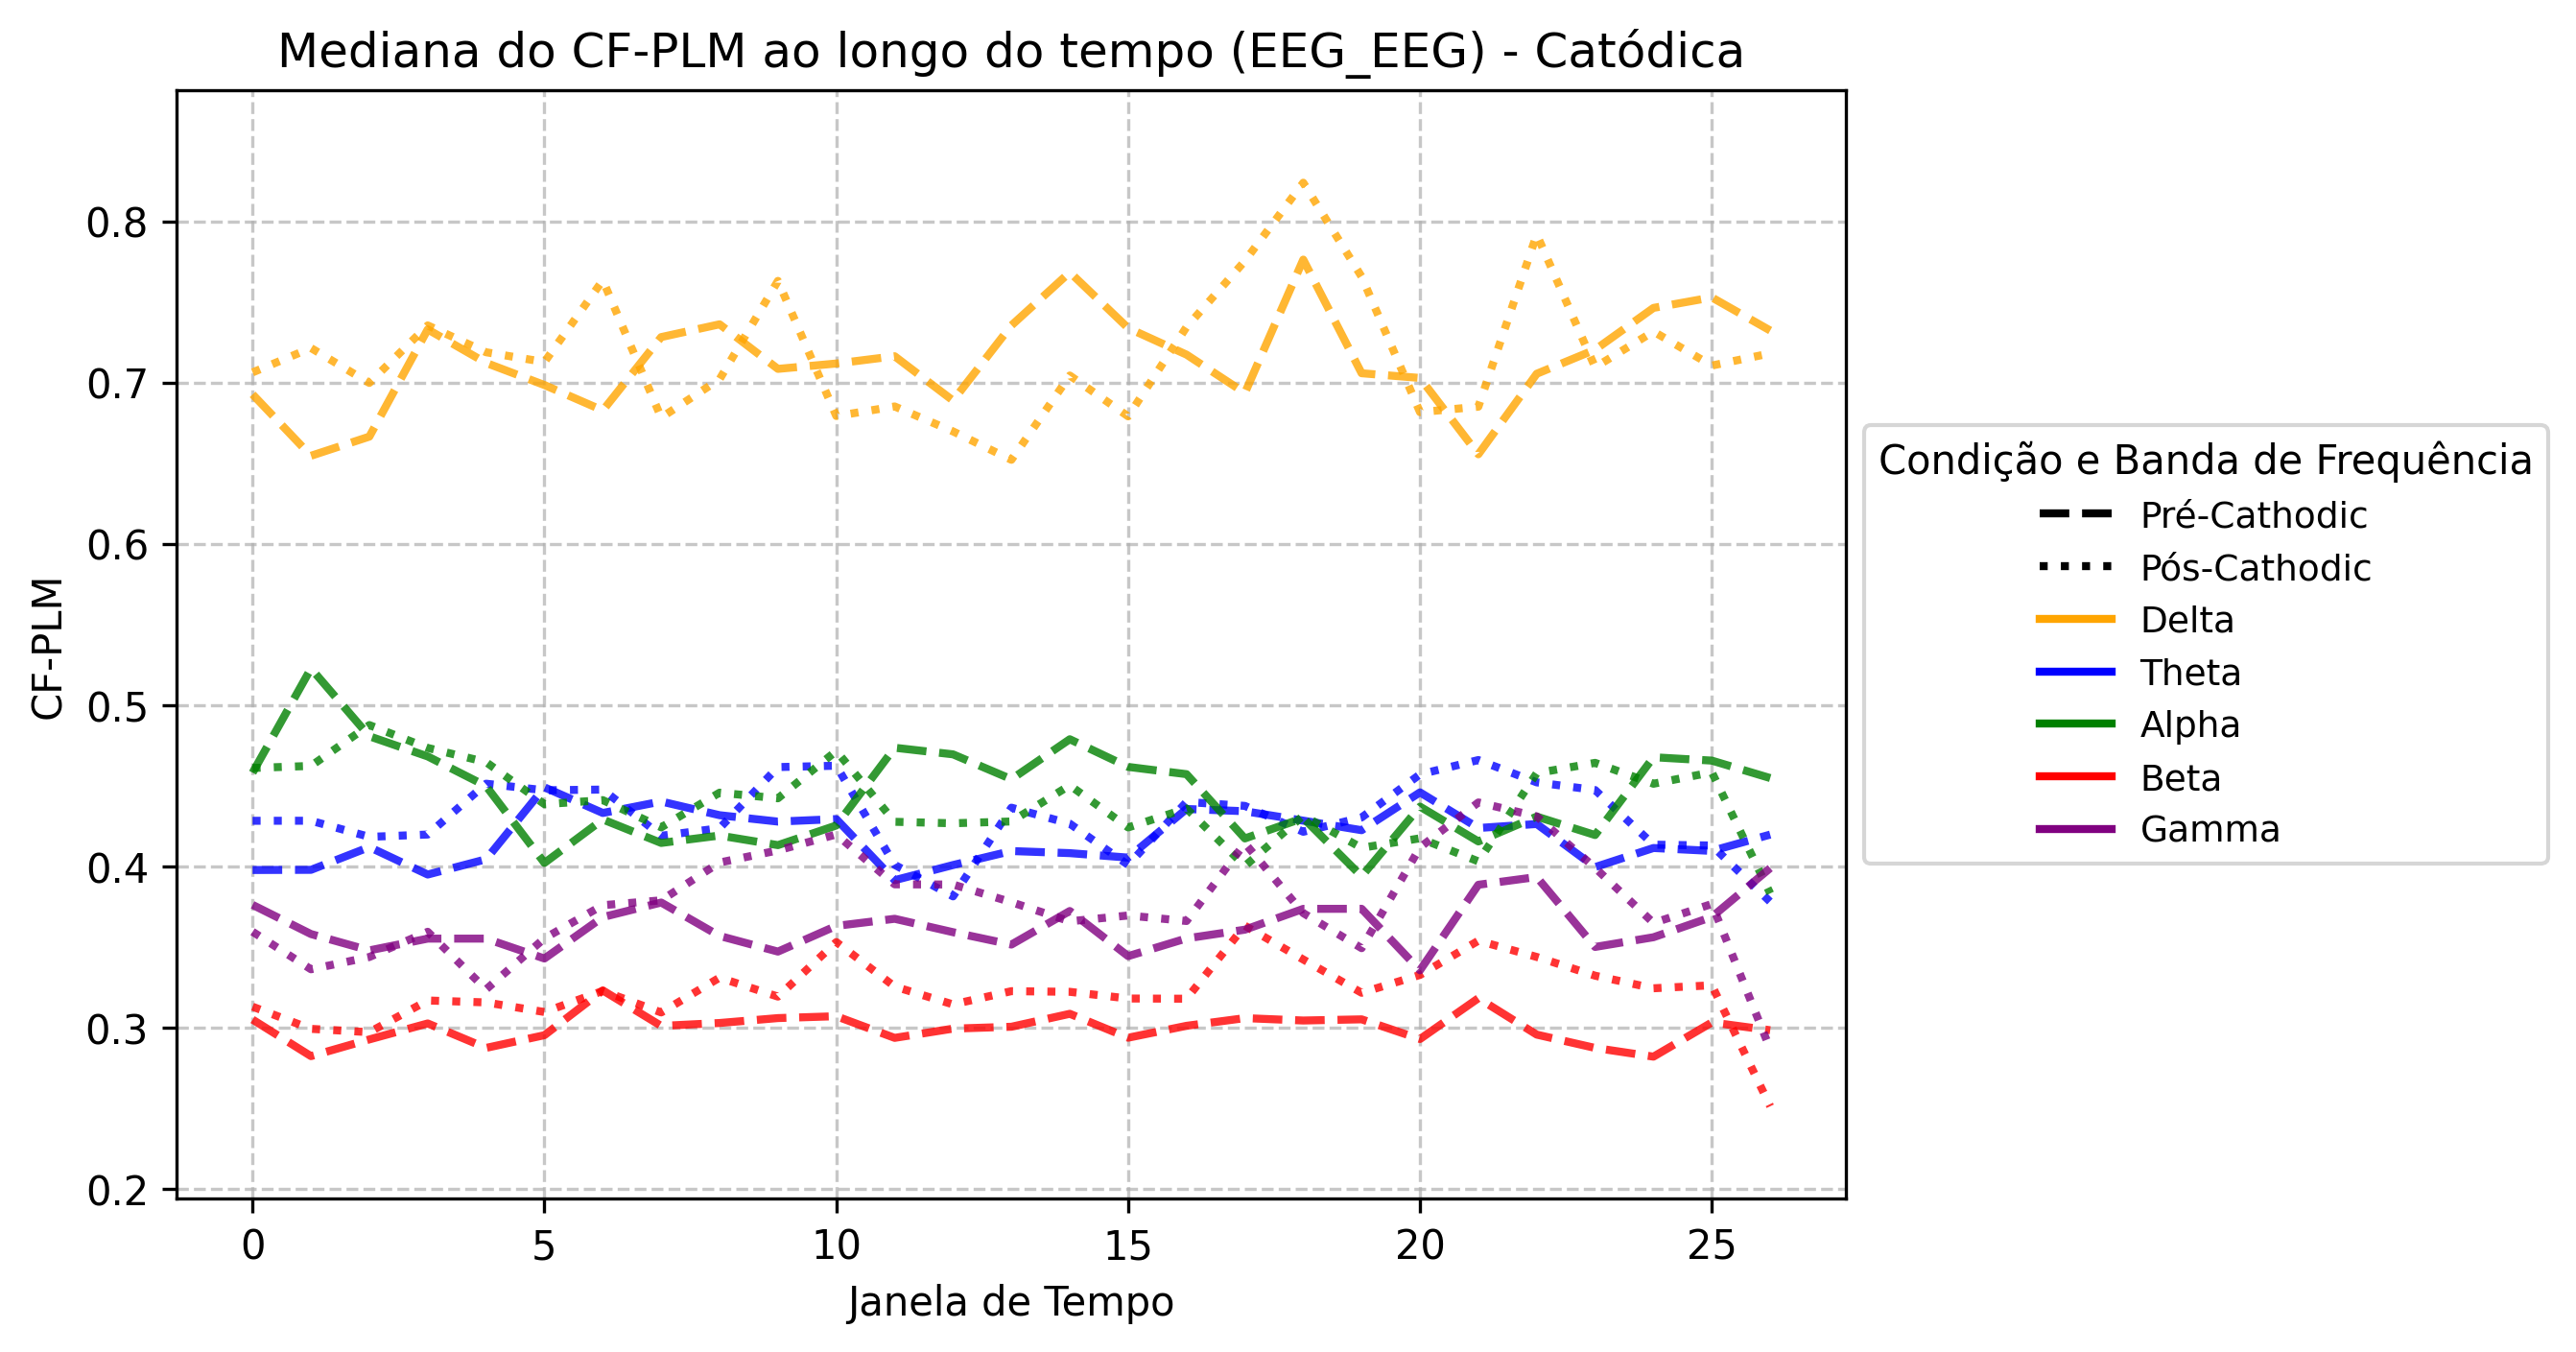 Mediana do CF-PLM ao longo do tempo (EEG_EEG) - Catódica
CF-PLM
0.8
0.7
0.6
0.5
0.4
0.3
0.2
0
5
10
15
20
25
Janela de Tempo
Condição e Banda de Frequência
Pré-Cathodic
Pós-Cathodic
Delta
Theta
Alpha
Beta
Gamma